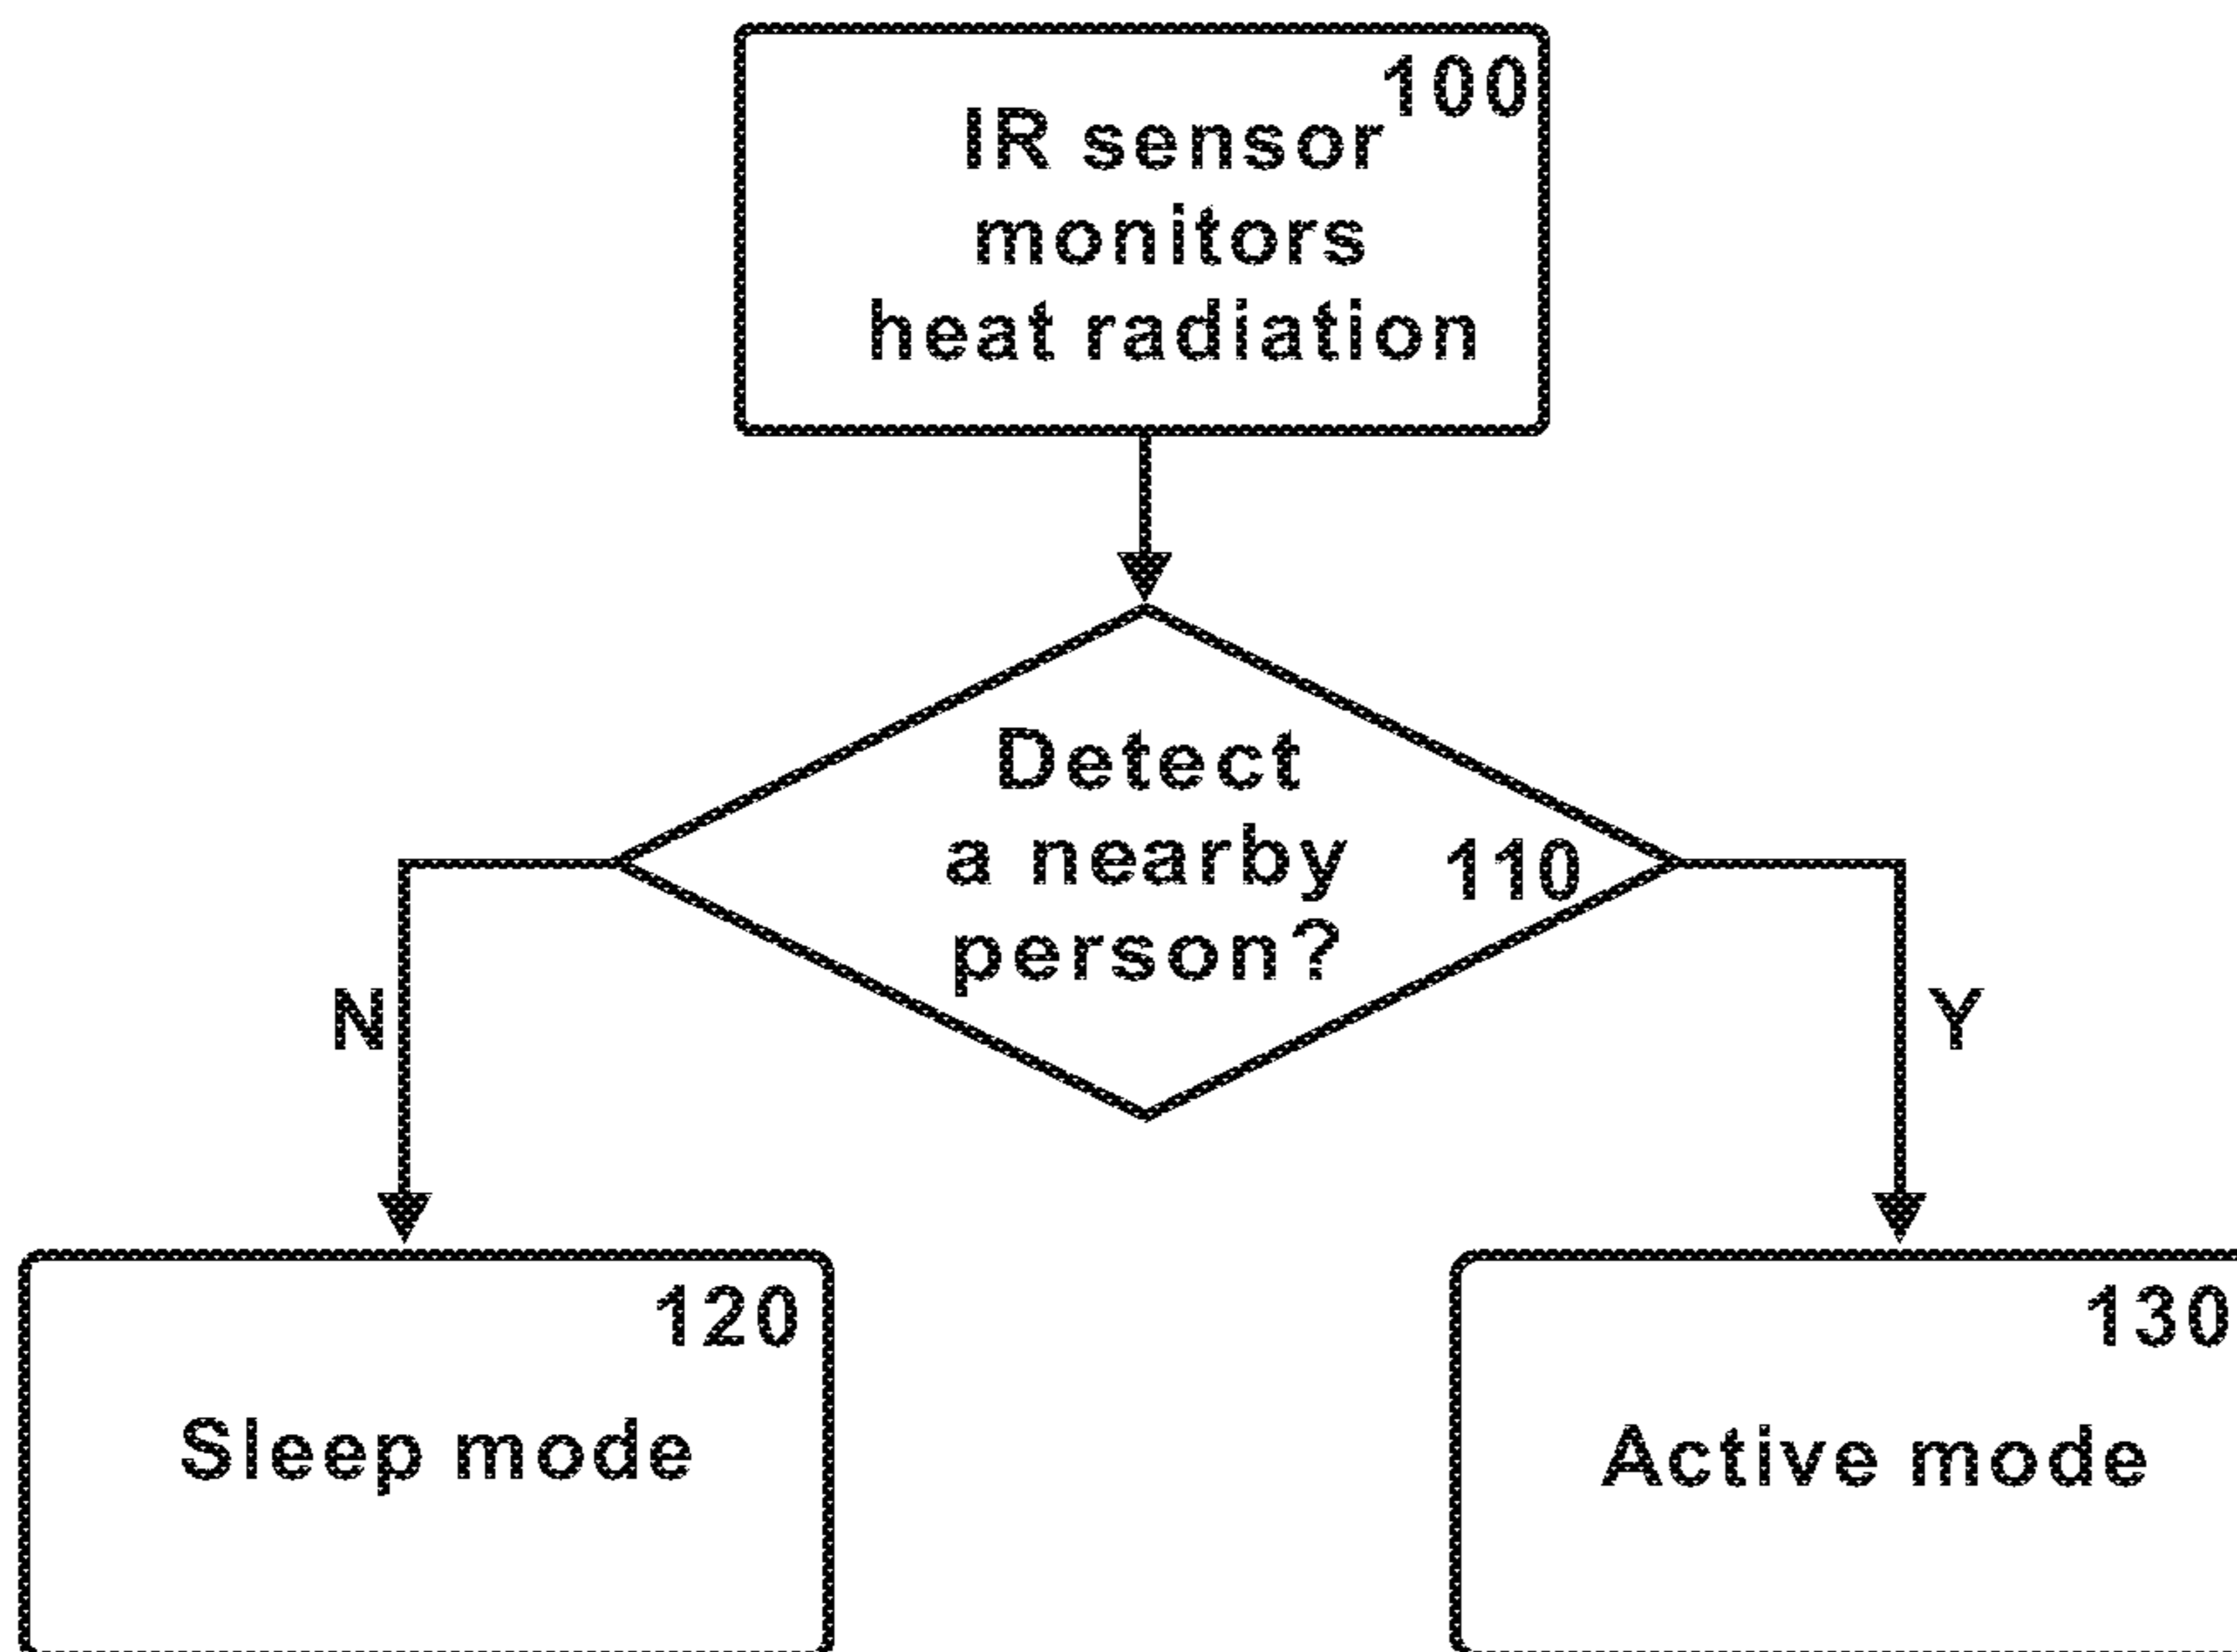 100
IR sensor
monitors
heat radiation
Detect
a nearby
person?
110
N
Y
120
Sleep mode
130
Active mode